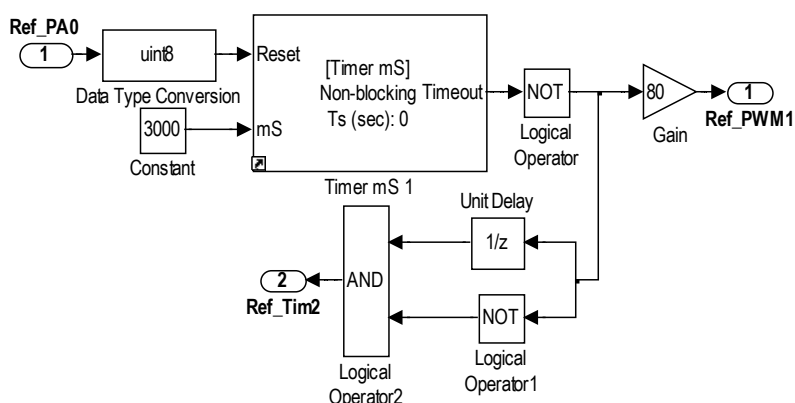 Ref_PA0
1
uint8
Data Type Conversion
3000
Constant
Reset
mS
[Timer mS]
Non-blocking
Ts (sec): 0
Timeout
Timer mS 1
NOT
Logical
Operator
80
Gain
1
Ref_PWM1
Unit Delay
1/z
AND
2
Ref_Tim2
NOT
Logical
Operator1
Logical
Operator2